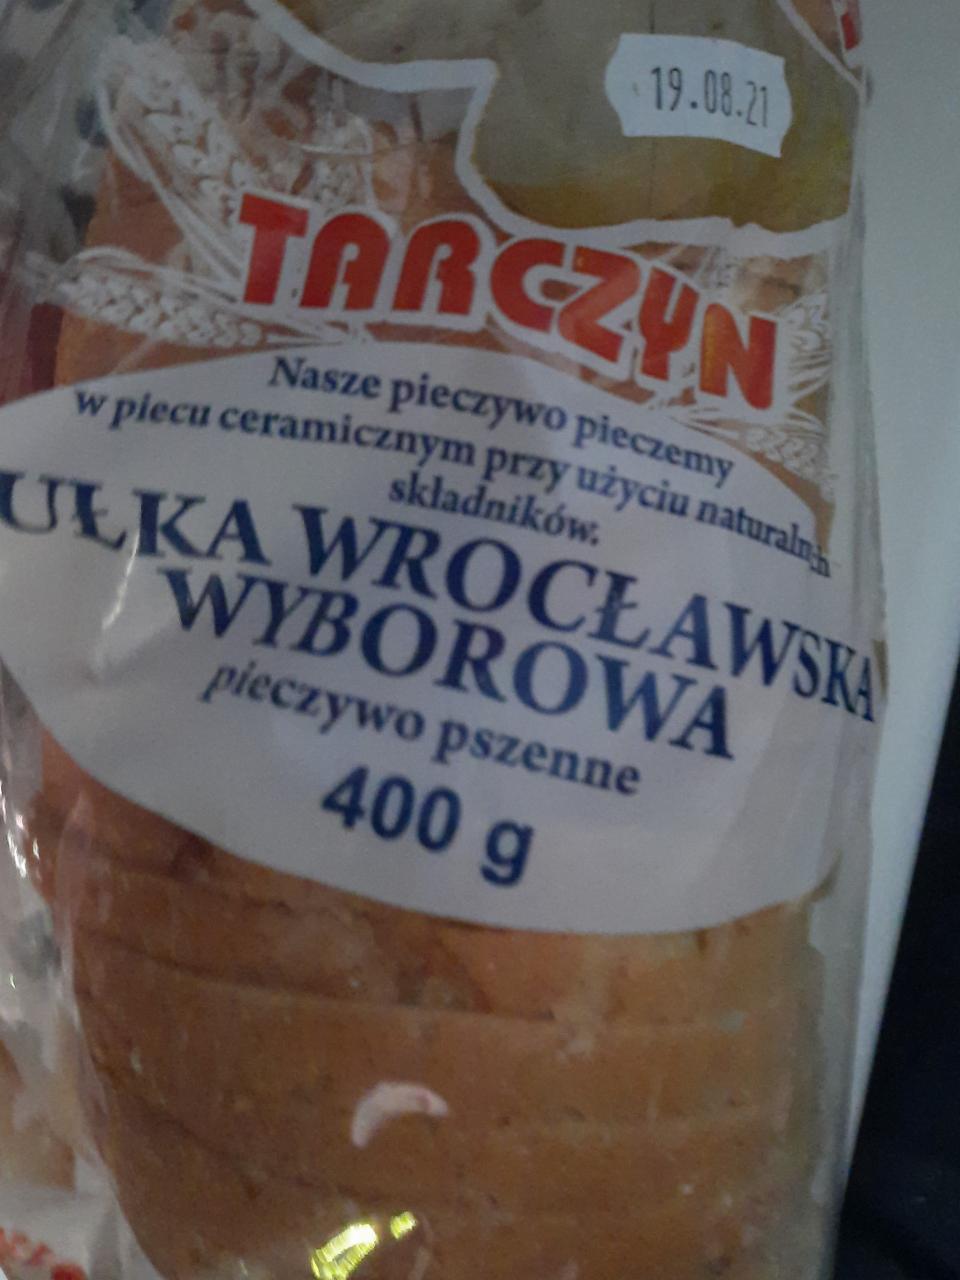 19.08.21
TARCZYN
Nasze pieczywo pieczemy
w piecu ceramicznym przy użyciu naturalnych
składników.
UŁKA WROCŁAWSKA
WYBOROWA
pieczywo pszenne
400 g